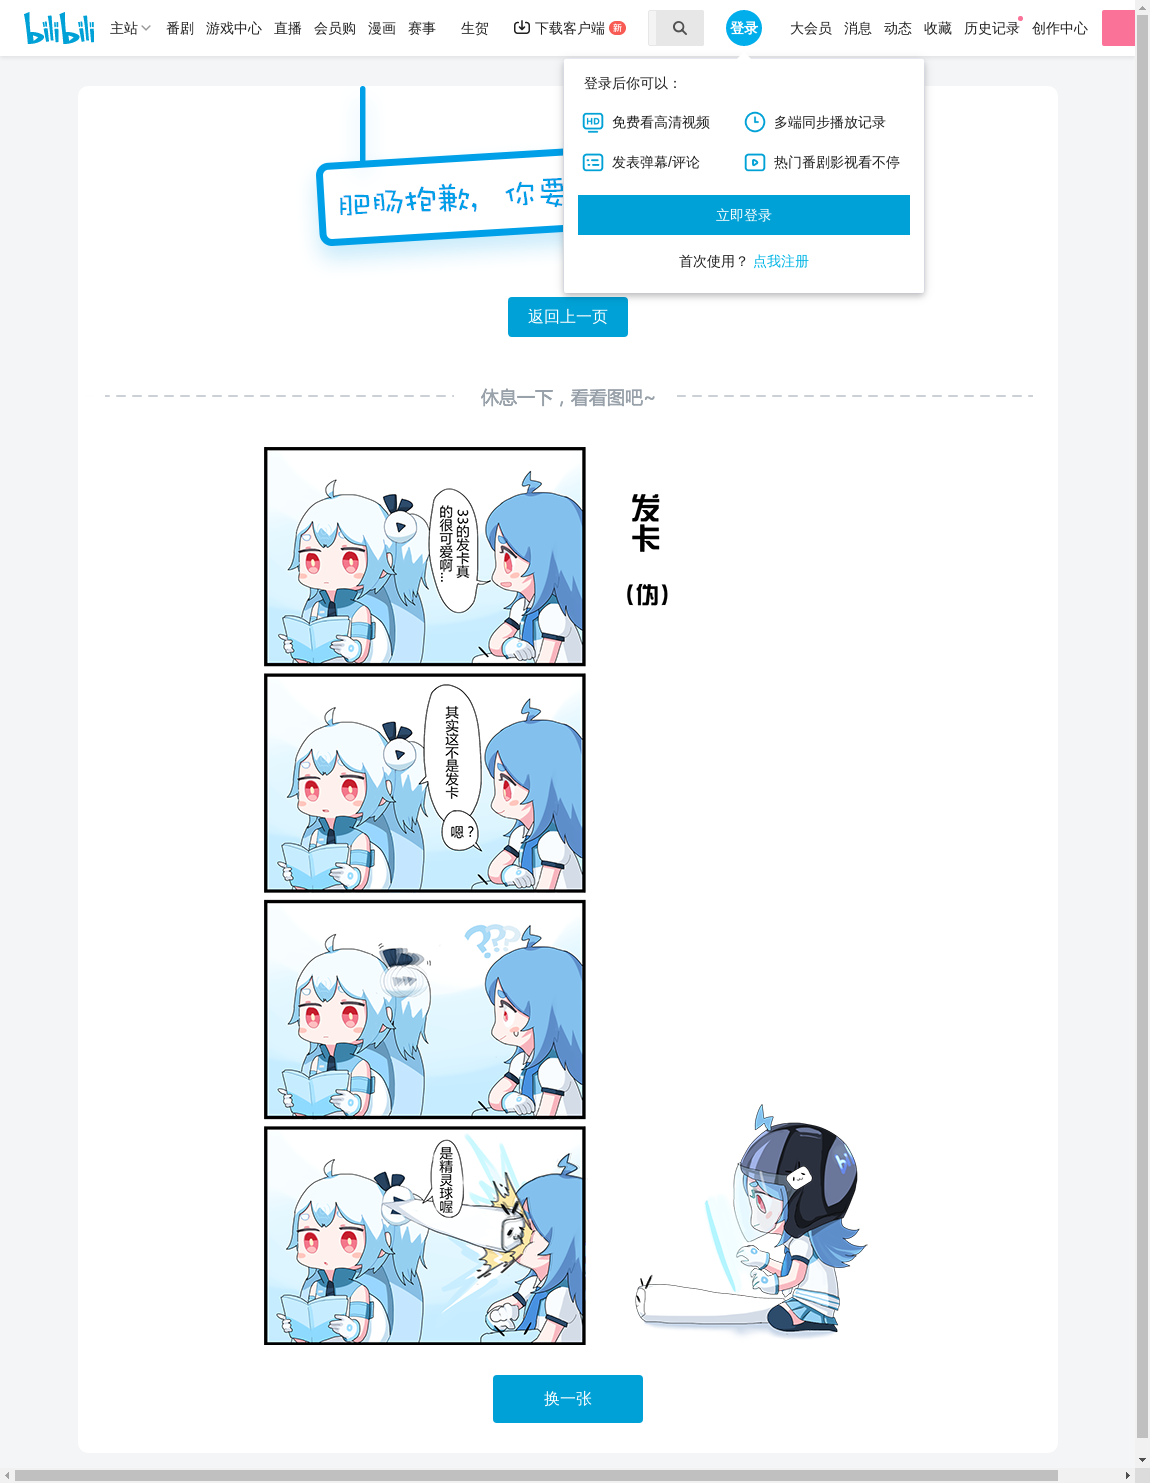 bilibili 主站 番剧 游戏中心 直播 会员购 漫画 赛事 生贺 下载客户端 新 登录 大会员 消息 动态 收藏 历史记录 创作中心
登录后你可以：
HD 免费看高清视频 多端同步播放记录
发表弹幕/评论 热门番剧影视看不停
立即登录
首次使用？ 点我注册
肥肠抱歉，你要
返回上一页
休息一下，看看图吧~
33的发卡真
的很可爱啊...
发卡
（伪）
其实这不是发卡
嗯？
???
是精灵球喔
换一张